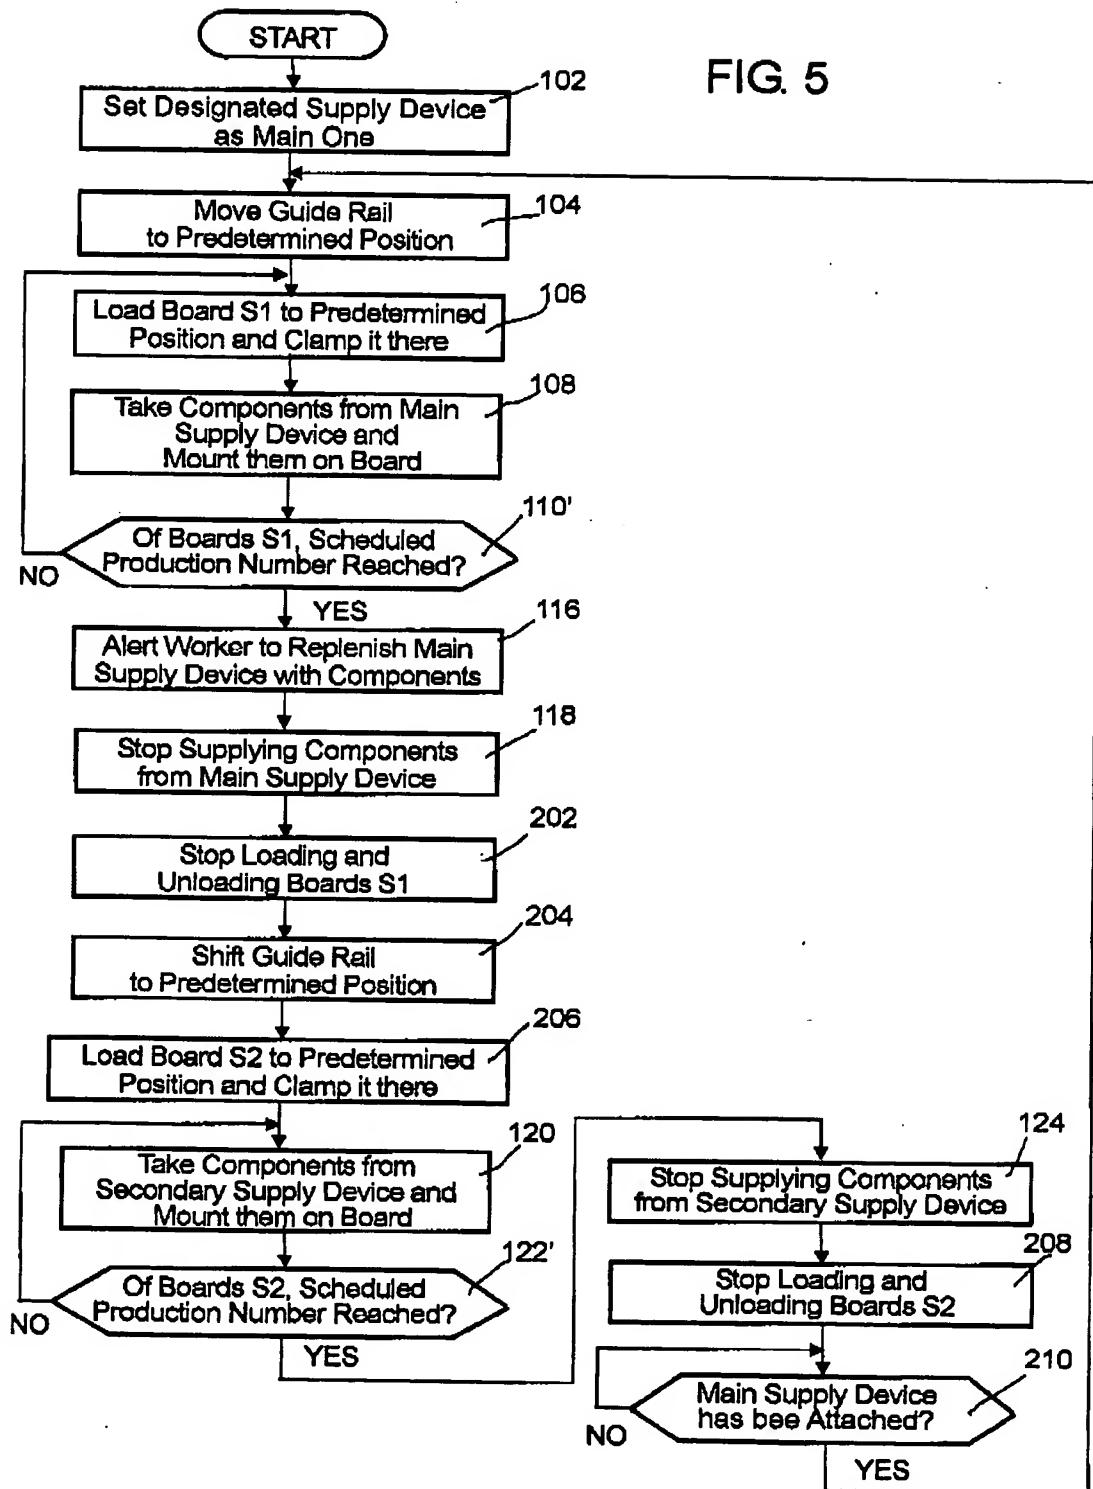 START
FIG. 5
102
Set Designated Supply Device
as Main One
104
Move Guide Rail
to Predetermined Position
106
Load Board S1 to Predetermined
Position and Clamp it there
108
Take Components from Main
Supply Device and
Mount them on Board
110'
Of Boards S1, Scheduled
Production Number Reached?
NO
YES
116
Alert Worker to Replenish Main
Supply Device with Components
118
Stop Supplying Components
from Main Supply Device
202
Stop Loading and
Unloading Boards S1
204
Shift Guide Rail
to Predetermined Position
206
Load Board S2 to Predetermined
Position and Clamp it there
120
Take Components from
Secondary Supply Device and
Mount them on Board
122'
Of Boards S2, Scheduled
Production Number Reached?
NO
YES
124
Stop Supplying Components
from Secondary Supply Device
208
Stop Loading and
Unloading Boards S2
210
Main Supply Device
has bee Attached?
NO
YES